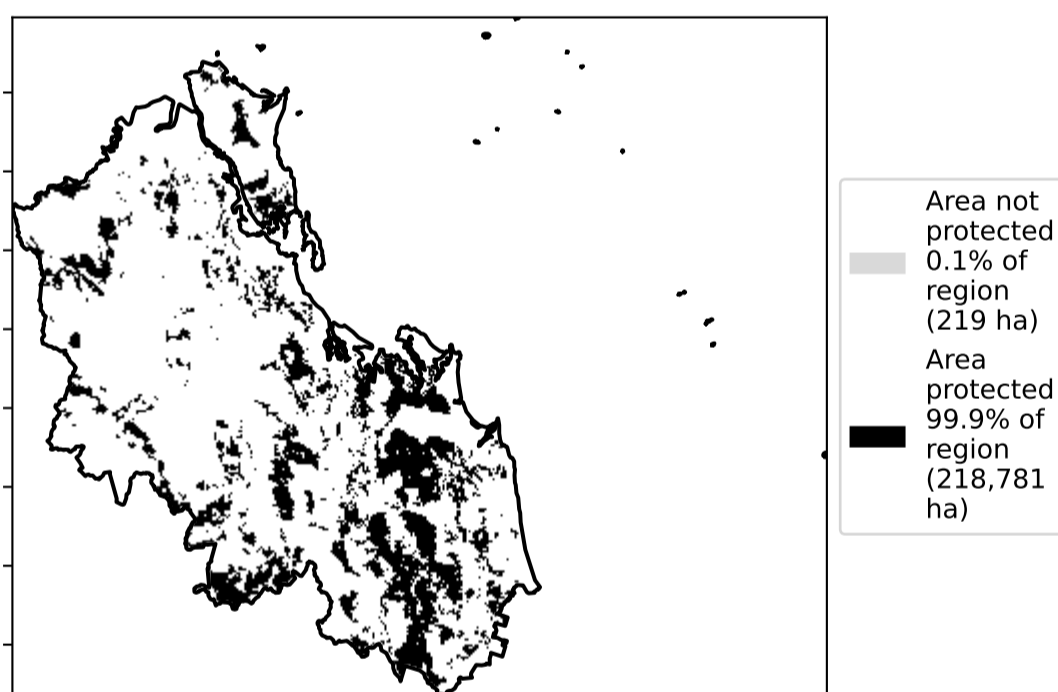 Area not
protected
0.1% of
region
(219 ha)
Area
protected
99.9% of
region
(218,781
ha)